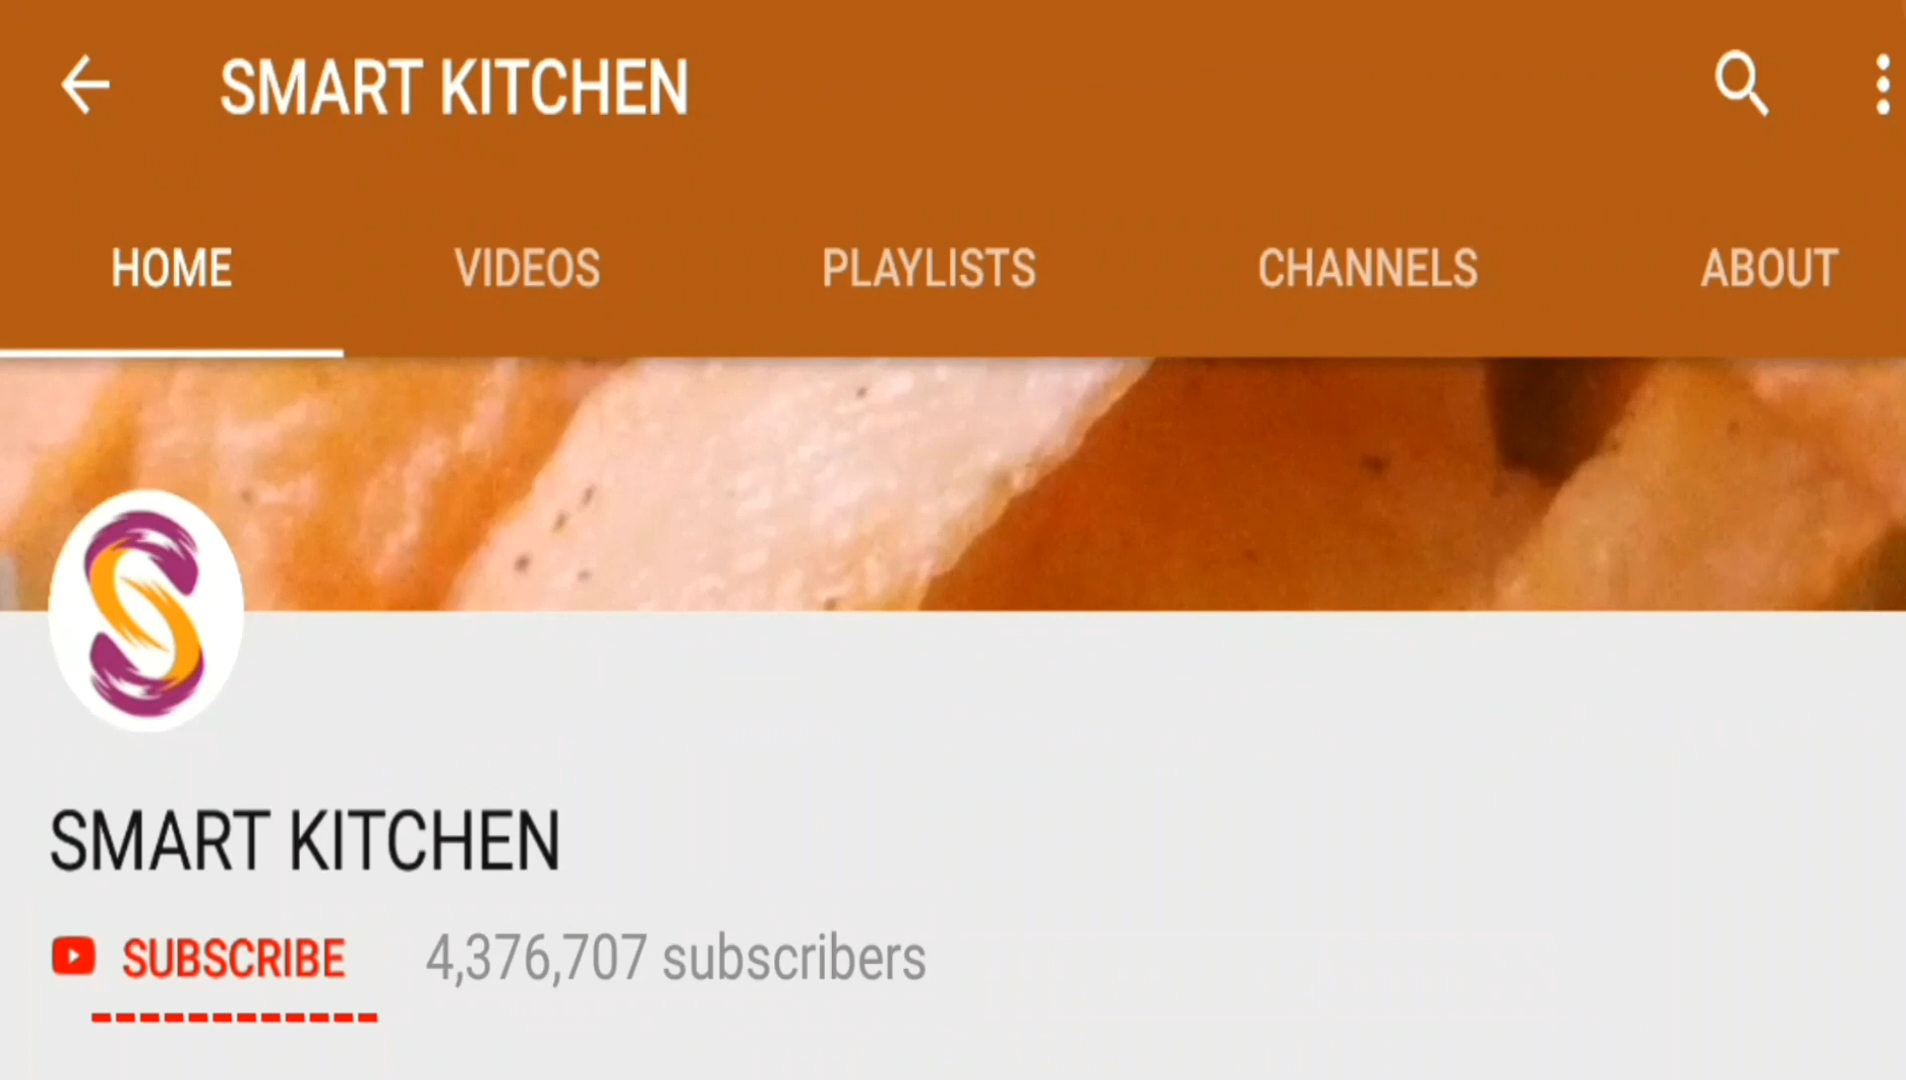 SMART KITCHEN
HOME VIDEOS PLAYLISTS CHANNELS ABOUT
SMART KITCHEN
SUBSCRIBE 4,376,707 subscribers